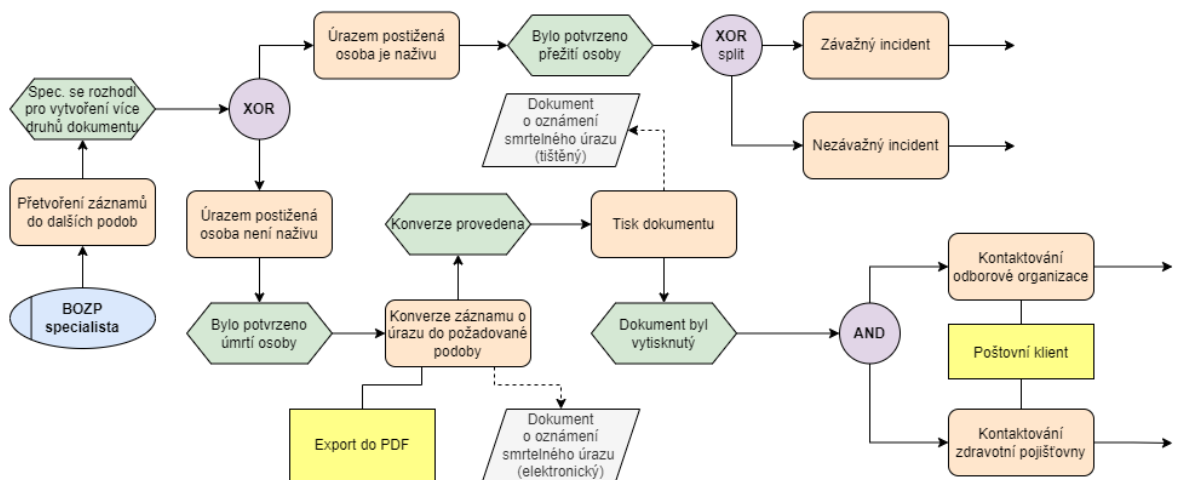 Úrazem postižená
osoba je naživu
Bylo potvrzeno
přežití osoby
XOR
split
Závažný incident
Spec. se rozhodl
pro vytvoření více
druhů dokumentu
XOR
Dokument
o oznámení
smrtelného úrazu
(tištěný)
Nezávažný incident
Přetvoření záznamů
do dalších podob
Úrazem postižená
osoba není naživu
Konverze provedena
Tisk dokumentu
Kontaktování
odborové organizace
BOZP
specialista
Bylo potvrzeno
úmrtí osoby
Konverze záznamu o
úrazu do požadované
podoby
Dokument byl
vytisknutý
AND
Poštovní klient
Export do PDF
Dokument
o oznámení
smrtelného úrazu
(elektronický)
Kontaktování
zdravotní pojišťovny